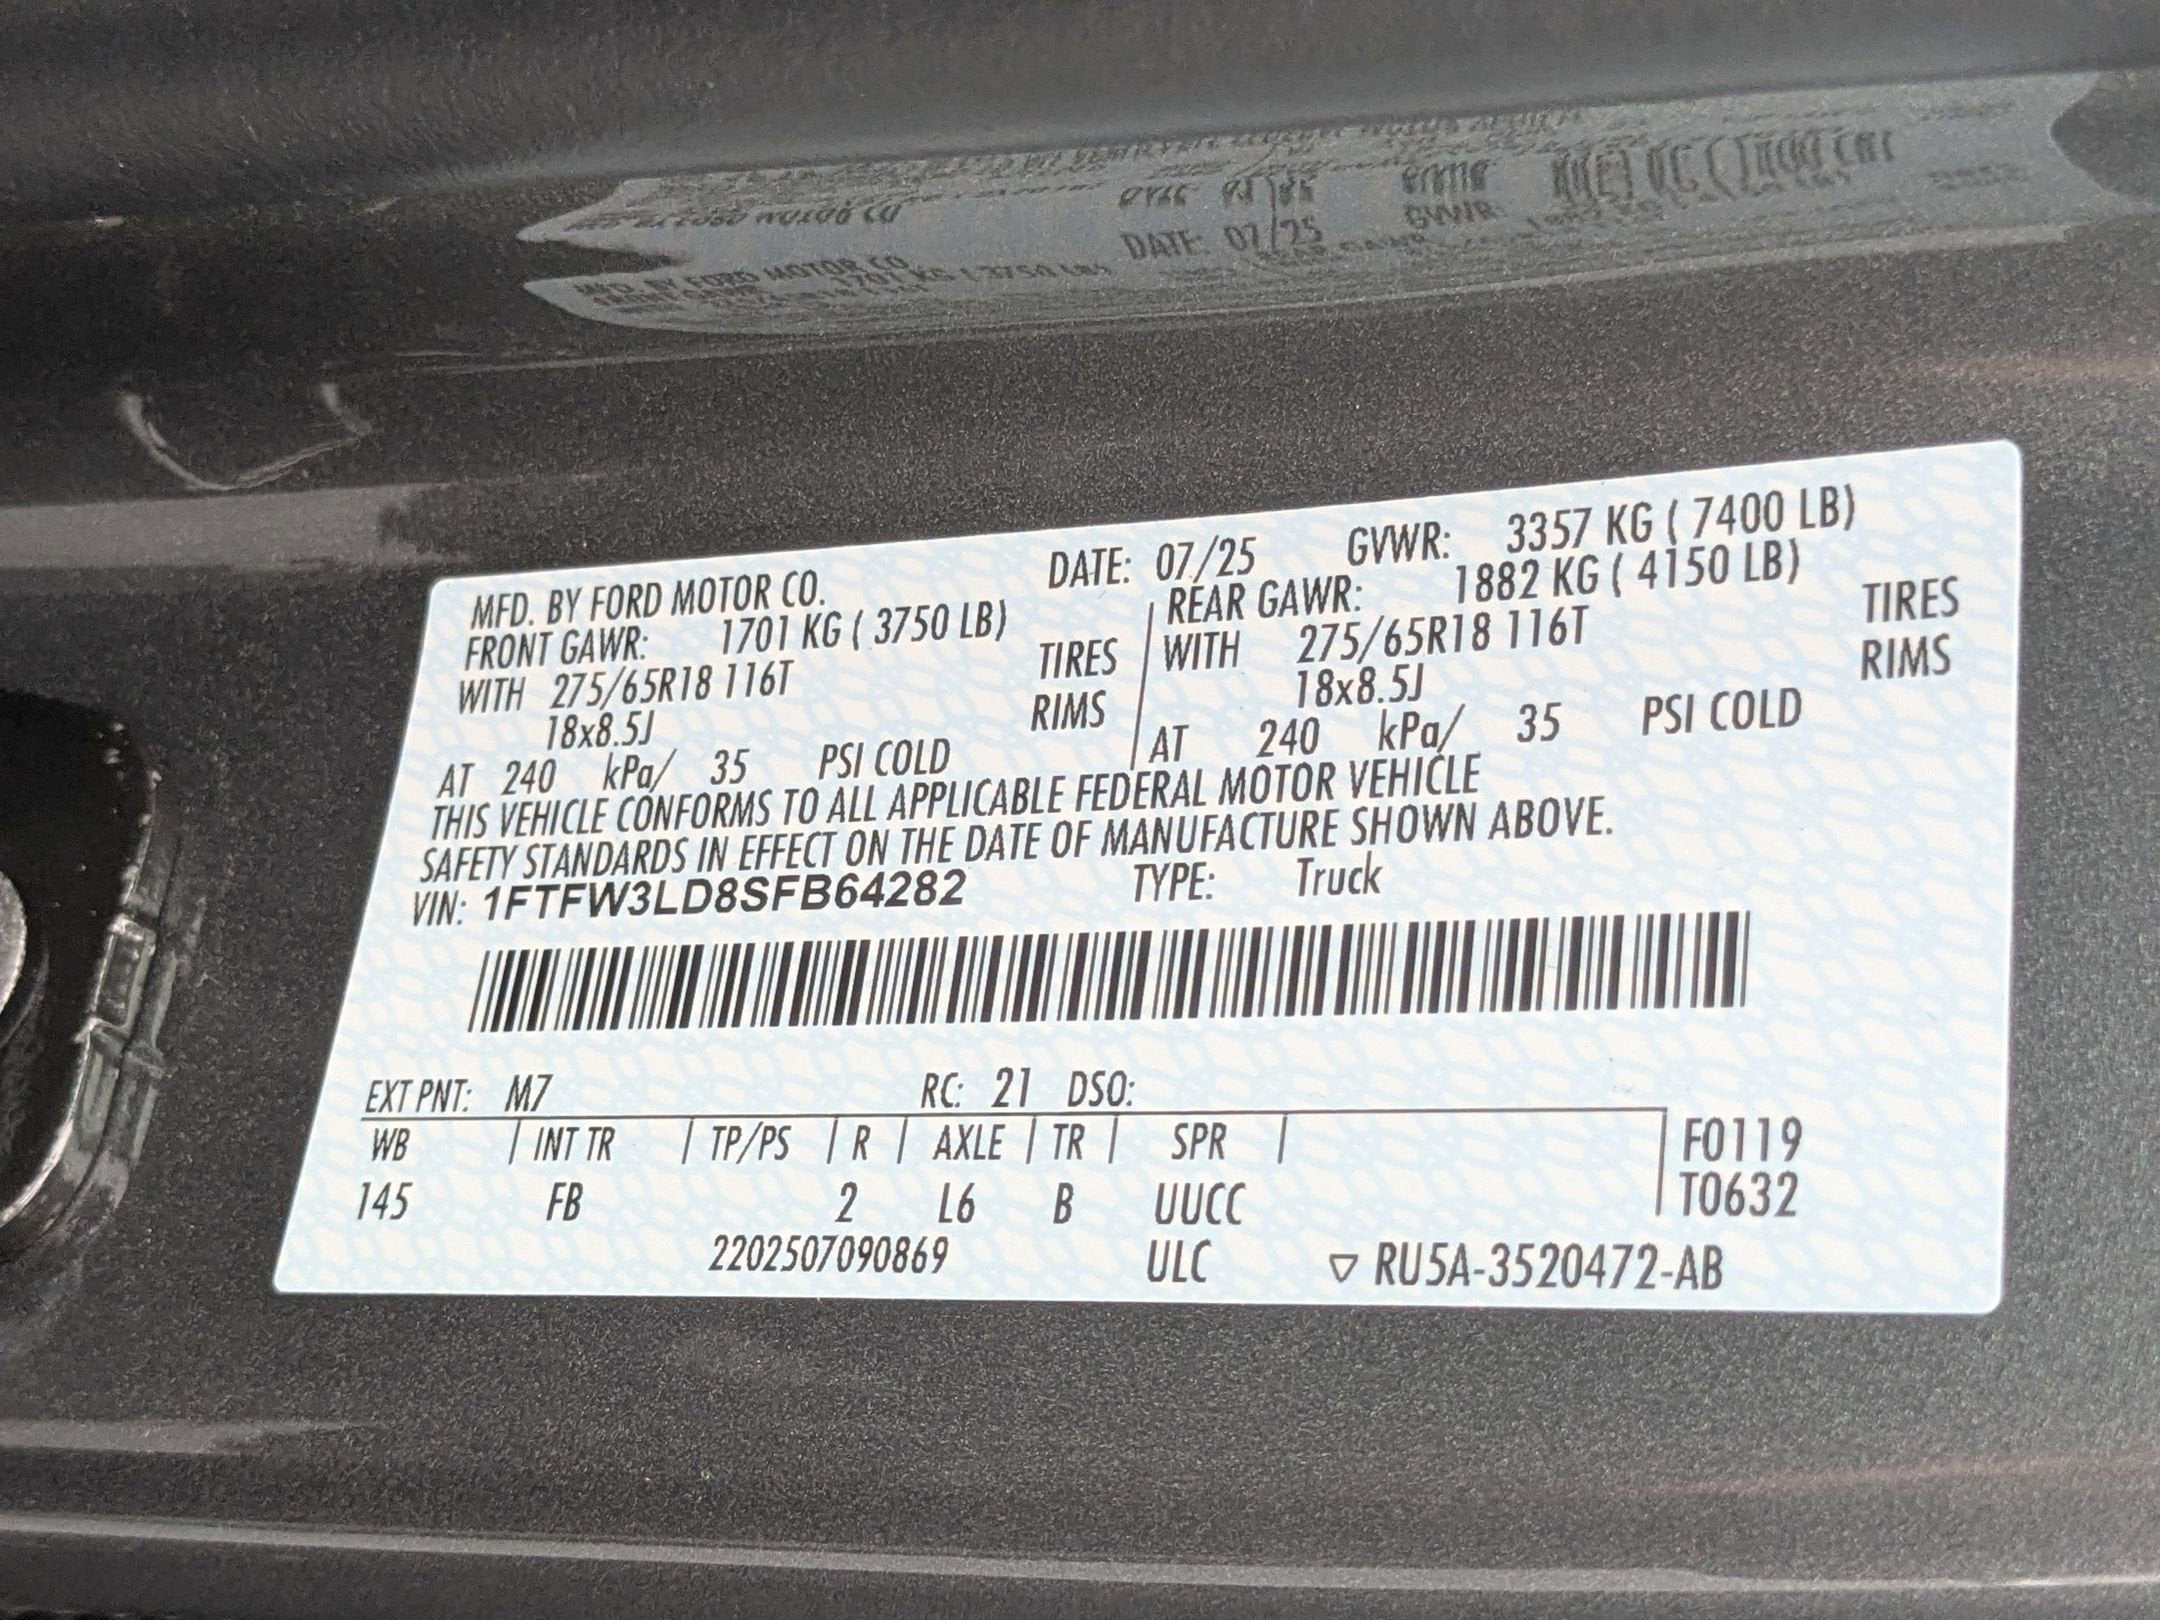 MFD. BY FORD MOTOR CO. DATE: 07/25 GVWR: 3357 KG ( 7400 LB)
FRONT GAWR: 1701 KG ( 3750 LB) REAR GAWR: 1882 KG ( 4150 LB)
WITH 275/65R18 116T TIRES WITH 275/65R18 116T TIRES
18x8.5J RIMS 18x8.5J RIMS
AT 240 kPa/ 35 PSI COLD AT 240 kPa/ 35 PSI COLD
THIS VEHICLE CONFORMS TO ALL APPLICABLE FEDERAL MOTOR VEHICLE
SAFETY STANDARDS IN EFFECT ON THE DATE OF MANUFACTURE SHOWN ABOVE.
VIN: 1FTFW3LD8SFB64282 TYPE: Truck
EXT PNT: M7 RC: 21 DSO:
WB INT TR TP/PS R AXLE TR SPR F0119
145 FB 2 L6 B UUCC T0632
2202507090869 ULC ▽ RU5A-3520472-AB